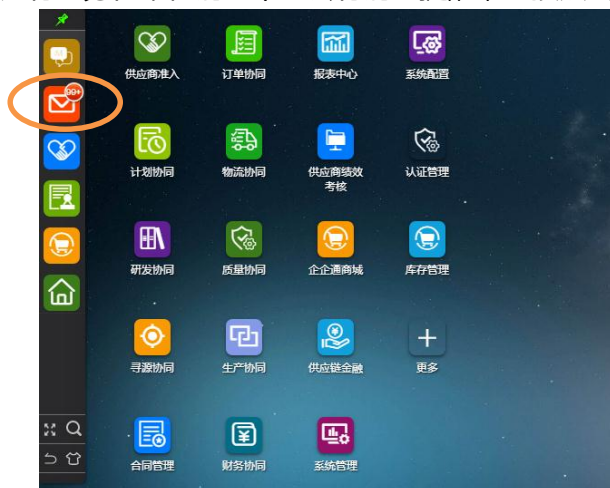 供应商准入
订单协同
报表中心
系统配置
99+
计划协同
物流协同
供应商绩效
考核
认证管理
研发协同
质量协同
企企通商城
库存管理
寻源协同
生产协同
供应链金融
更多
合同管理
财务协同
系统管理